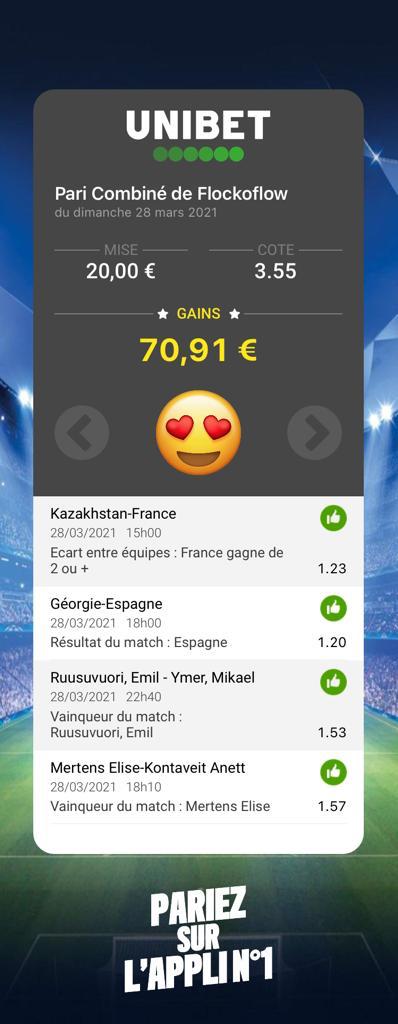 UNIBET
Pari Combiné de Flockoflow
du dimanche 28 mars 2021
MISE COTE
20,00 € 3.55
GAINS
70,91 €
Kazakhstan-France
28/03/2021 15h00
Ecart entre équipes : France gagne de
2 ou + 1.23
Géorgie-Espagne
28/03/2021 18h00
Résultat du match : Espagne 1.20
Ruusuvuori, Emil - Ymer, Mikael
28/03/2021 22h40
Vainqueur du match :
Ruusuvuori, Emil 1.53
Mertens Elise-Kontaveit Anett
28/03/2021 18h10
Vainqueur du match : Mertens Elise 1.57
PARIEZ
SUR
L'APPLI N°1